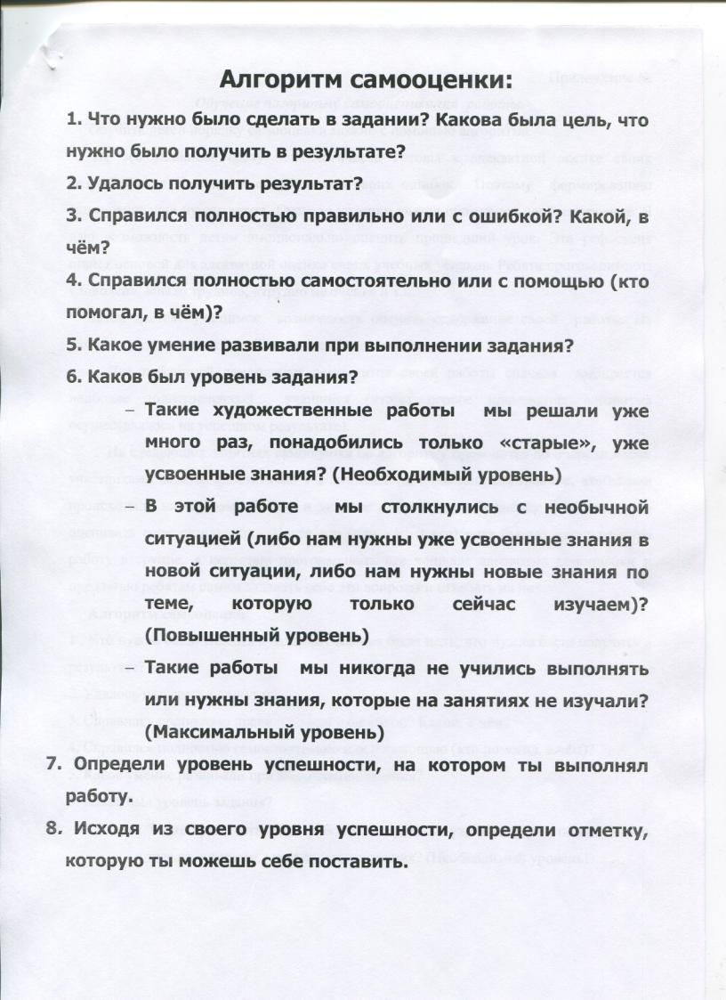 Алгоритм самооценки:
1. Что нужно было сделать в задании? Какова была цель, что
нужно было получить в результате?
2. Удалось получить результат?
3. Справился полностью правильно или с ошибкой? Какой, в
чём?
4. Справился полностью самостоятельно или с помощью (кто
помогал, в чём)?
5. Какое умение развивали при выполнении задания?
6. Каков был уровень задания?
– Такие художественные работы мы решали уже
много раз, понадобились только «старые», уже
усвоенные знания? (Необходимый уровень)
– В этой работе мы столкнулись с необычной
ситуацией (либо нам нужны уже усвоенные знания в
новой ситуации, либо нам нужны новые знания по
теме, которую только сейчас изучаем)?
(Повышенный уровень)
– Такие работы мы никогда не учились выполнять
или нужны знания, которые на занятиях не изучали?
(Максимальный уровень)
7. Определи уровень успешности, на котором ты выполнял
работу.
8. Исходя из своего уровня успешности, определи отметку,
которую ты можешь себе поставить.